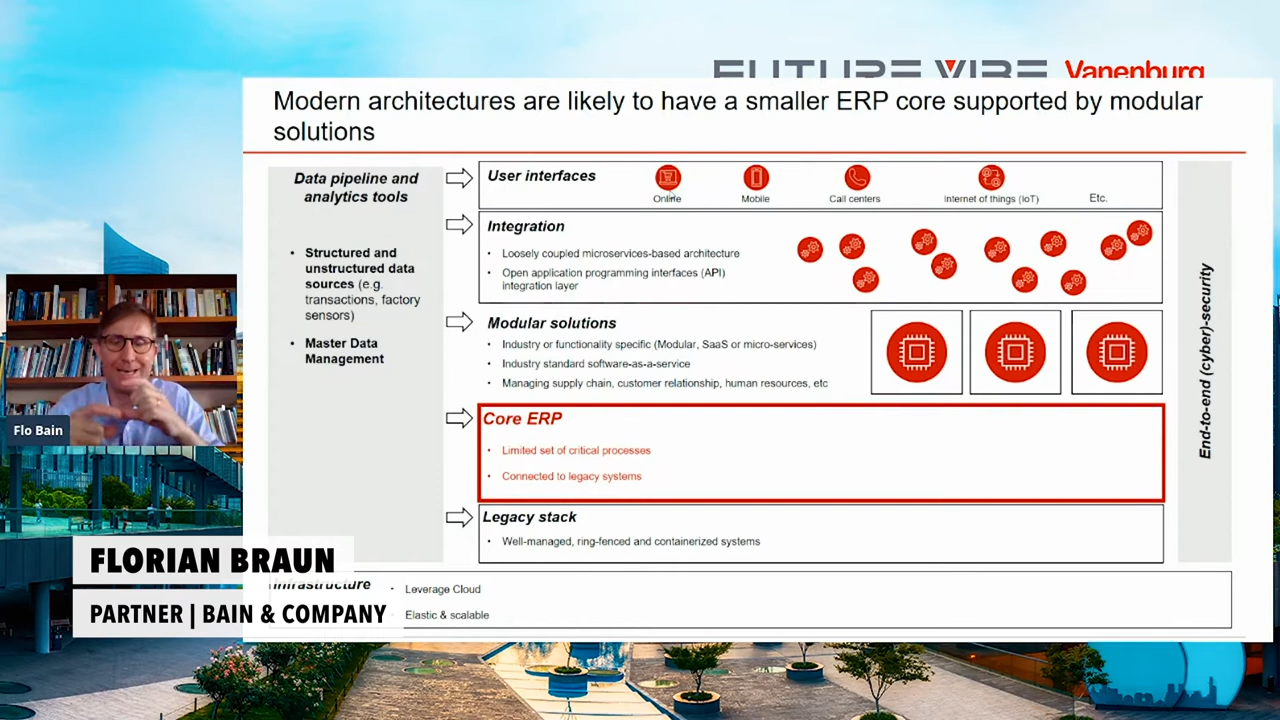 FUTURE VIBE Vanenburg
Modern architectures are likely to have a smaller ERP core supported by modular
solutions
Data pipeline and
analytics tools
• Structured and
unstructured data
sources (e.g.
transactions, factory
sensors)
• Master Data
Management
User interfaces
Online
Mobile
Call centers
Internet of things (IoT)
Etc.
Integration
• Loosely coupled microservices-based architecture
• Open application programming interfaces (API)
integration layer
Modular solutions
• Industry or functionality specific (Modular, SaaS or micro-services)
• Industry standard software-as-a-service
• Managing supply chain, customer relationship, human resources, etc
Core ERP
• Limited set of critical processes
• Connected to legacy systems
Legacy stack
• Well-managed, ring-fenced and containerized systems
End-to-end (cyber)-security
Infrastructure
• Leverage Cloud
Elastic & scalable
Flo Bain
FLORIAN BRAUN
PARTNER | BAIN & COMPANY